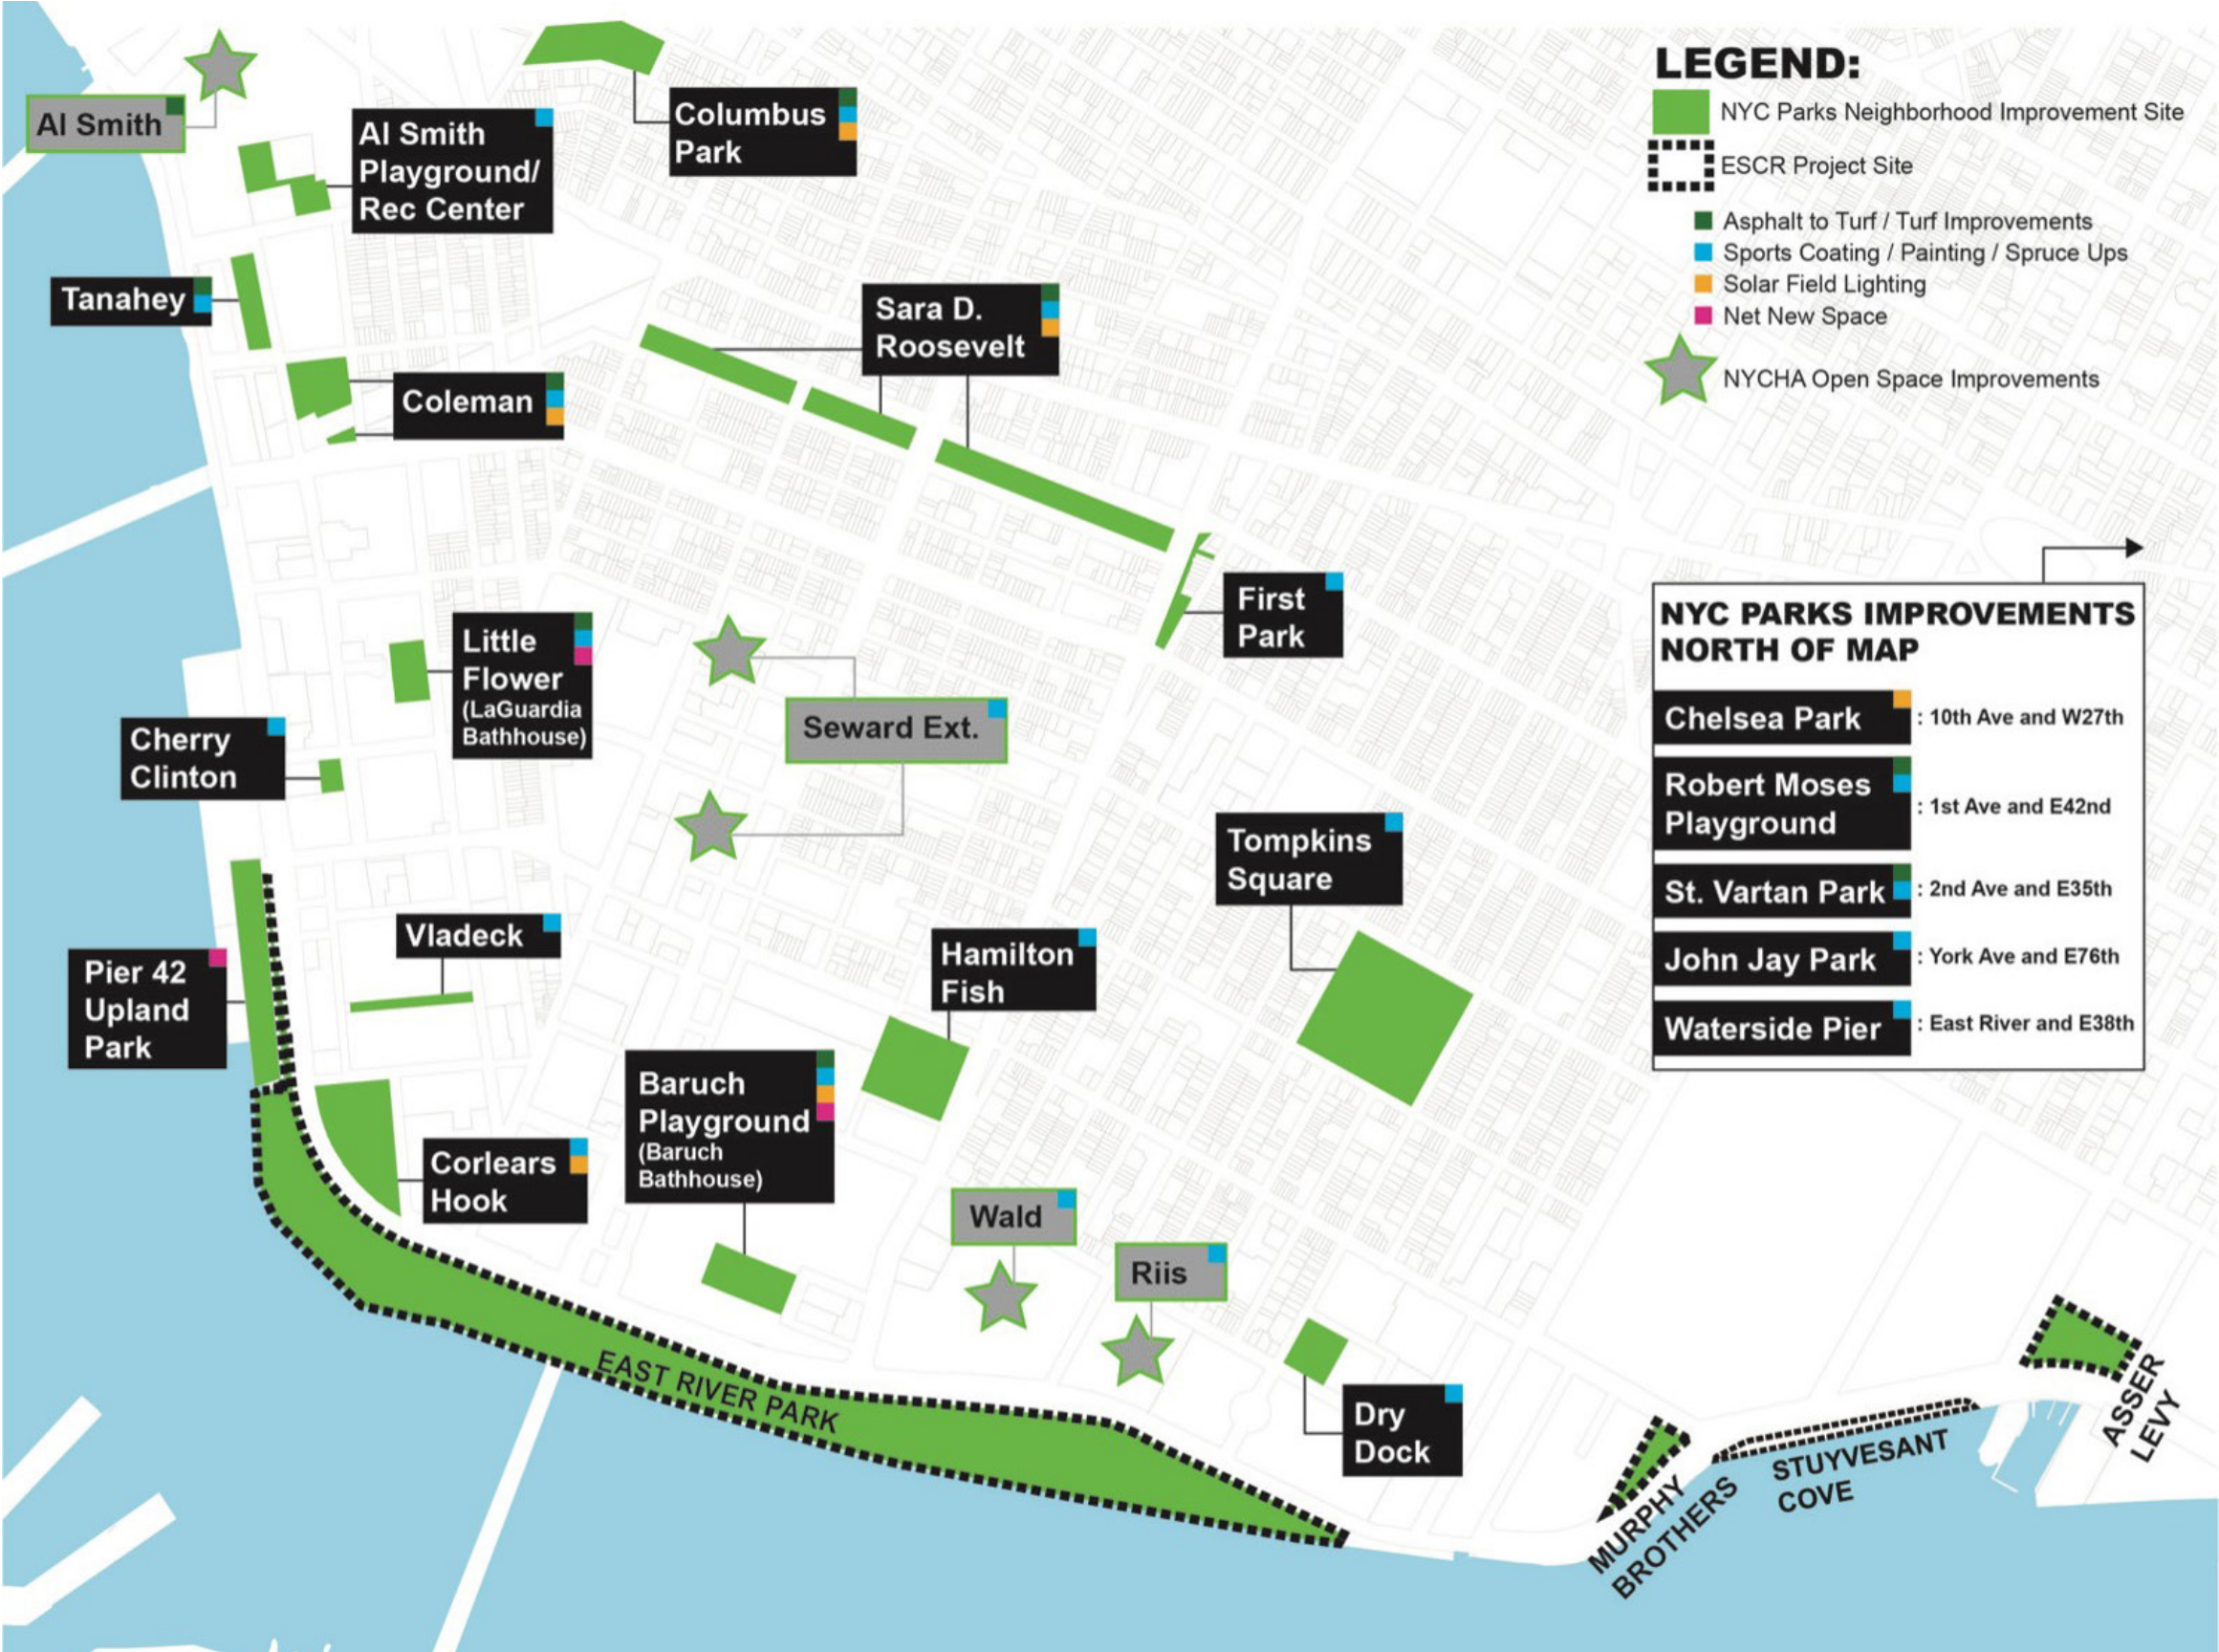 LEGEND:
NYC Parks Neighborhood Improvement Site
ESCR Project Site
Asphalt to Turf / Turf Improvements
Sports Coating / Painting / Spruce Ups
Solar Field Lighting
Net New Space
NYCHA Open Space Improvements
Al Smith
Al Smith
Playground/
Rec Center
Columbus
Park
Tanahey
Coleman
Sara D.
Roosevelt
First
Park
Little
Flower
(LaGuardia
Bathhouse)
Seward Ext.
Cherry
Clinton
Tompkins
Square
Vladeck
Hamilton
Fish
Pier 42
Upland
Park
Baruch
Playground
(Baruch
Bathhouse)
Corlears
Hook
Wald
Riis
Dry
Dock
EAST RIVER PARK
MURPHY
BROTHERS
STUYVESANT
COVE
ASSER
LEVY
NYC PARKS IMPROVEMENTS
NORTH OF MAP
Chelsea Park : 10th Ave and W27th
Robert Moses
Playground : 1st Ave and E42nd
St. Vartan Park : 2nd Ave and E35th
John Jay Park : York Ave and E76th
Waterside Pier : East River and E38th